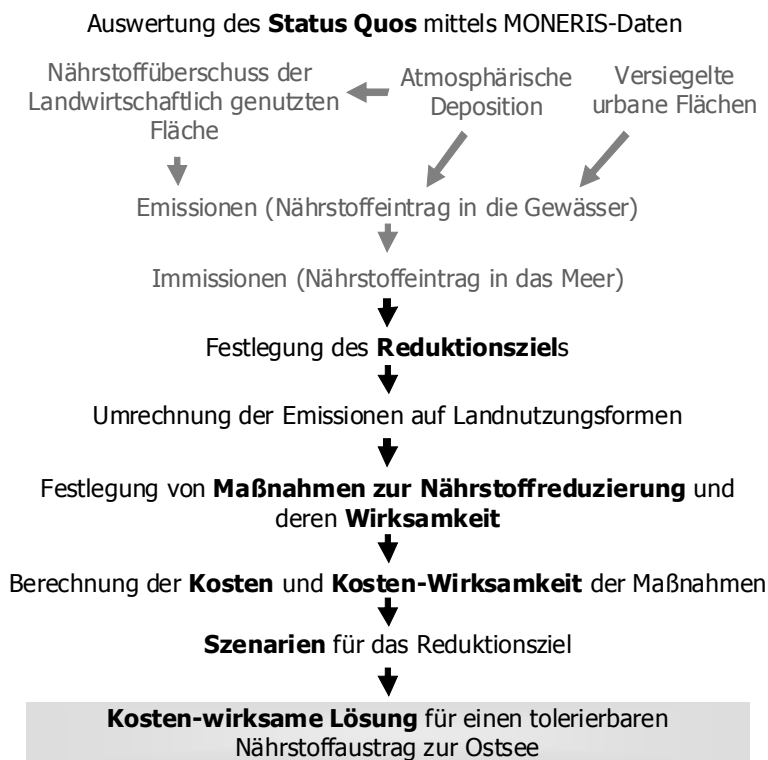 Auswertung des Status Quos mittels MONERIS-Daten
Nährstoffüberschuss der
Landwirtschaftlich genutzten
Fläche
Atmosphärische
Deposition
Versiegelte
urbane Flächen
Emissionen (Nährstoffeintrag in die Gewässer)
Immissionen (Nährstoffeintrag in das Meer)
Festlegung des Reduktionsziels
Umrechnung der Emissionen auf Landnutzungsformen
Festlegung von Maßnahmen zur Nährstoffreduzierung und
deren Wirksamkeit
Berechnung der Kosten und Kosten-Wirksamkeit der Maßnahmen
Szenarien für das Reduktionsziel
Kosten-wirksame Lösung für einen tolerierbaren
Nährstoffaustrag zur Ostsee